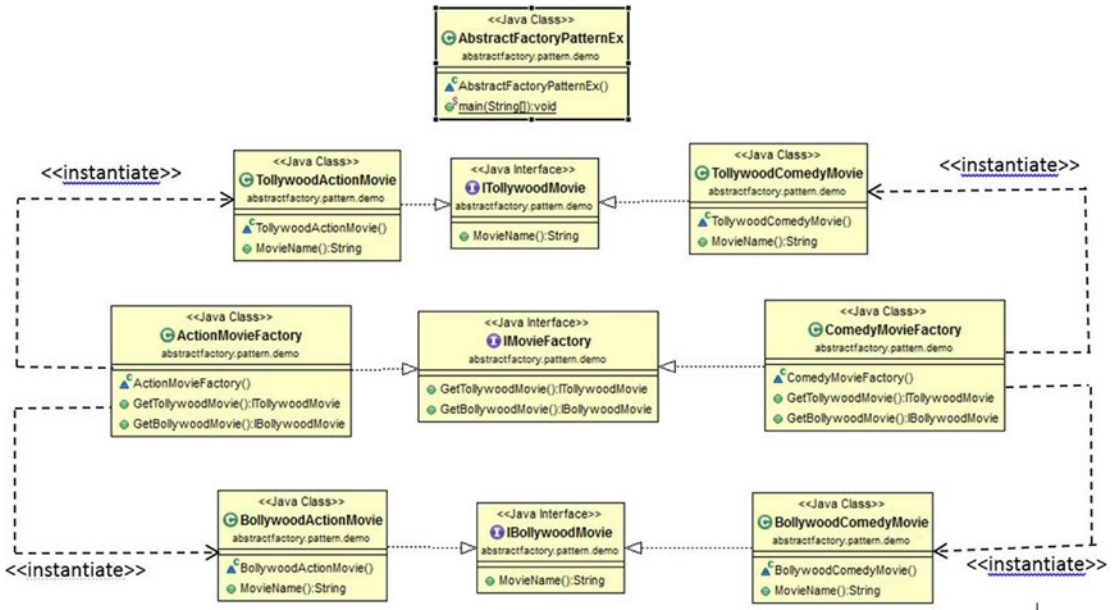 <<Java Class>>
AbstractFactoryPatternEx
abstractfactory.pattern.demo
AbstractFactoryPatternEx()
main(String[]):void
<<instantiate>>
<<Java Class>>
TollywoodActionMovie
abstractfactory.pattern.demo
TollywoodActionMovie()
MovieName():String
<<Java Interface>>
ITollywoodMovie
abstractfactory.pattern.demo
MovieName():String
<<Java Class>>
TollywoodComedyMovie
abstractfactory.pattern.demo
TollywoodComedyMovie()
MovieName():String
<<instantiate>>
<<Java Class>>
ActionMovieFactory
abstractfactory.pattern.demo
ActionMovieFactory()
GetTollywoodMovie():ITollywoodMovie
GetBollywoodMovie():IBollywoodMovie
<<Java Interface>>
IMovieFactory
abstractfactory.pattern.demo
GetTollywoodMovie():ITollywoodMovie
GetBollywoodMovie():IBollywoodMovie
<<Java Class>>
ComedyMovieFactory
abstractfactory.pattern.demo
ComedyMovieFactory()
GetTollywoodMovie():ITollywoodMovie
GetBollywoodMovie():IBollywoodMovie
<<instantiate>>
<<Java Class>>
BollywoodActionMovie
abstractfactory.pattern.demo
BollywoodActionMovie()
MovieName():String
<<Java Interface>>
IBollywoodMovie
abstractfactory.pattern.demo
MovieName():String
<<Java Class>>
BollywoodComedyMovie
abstractfactory.pattern.demo
BollywoodComedyMovie()
MovieName():String
<<instantiate>>